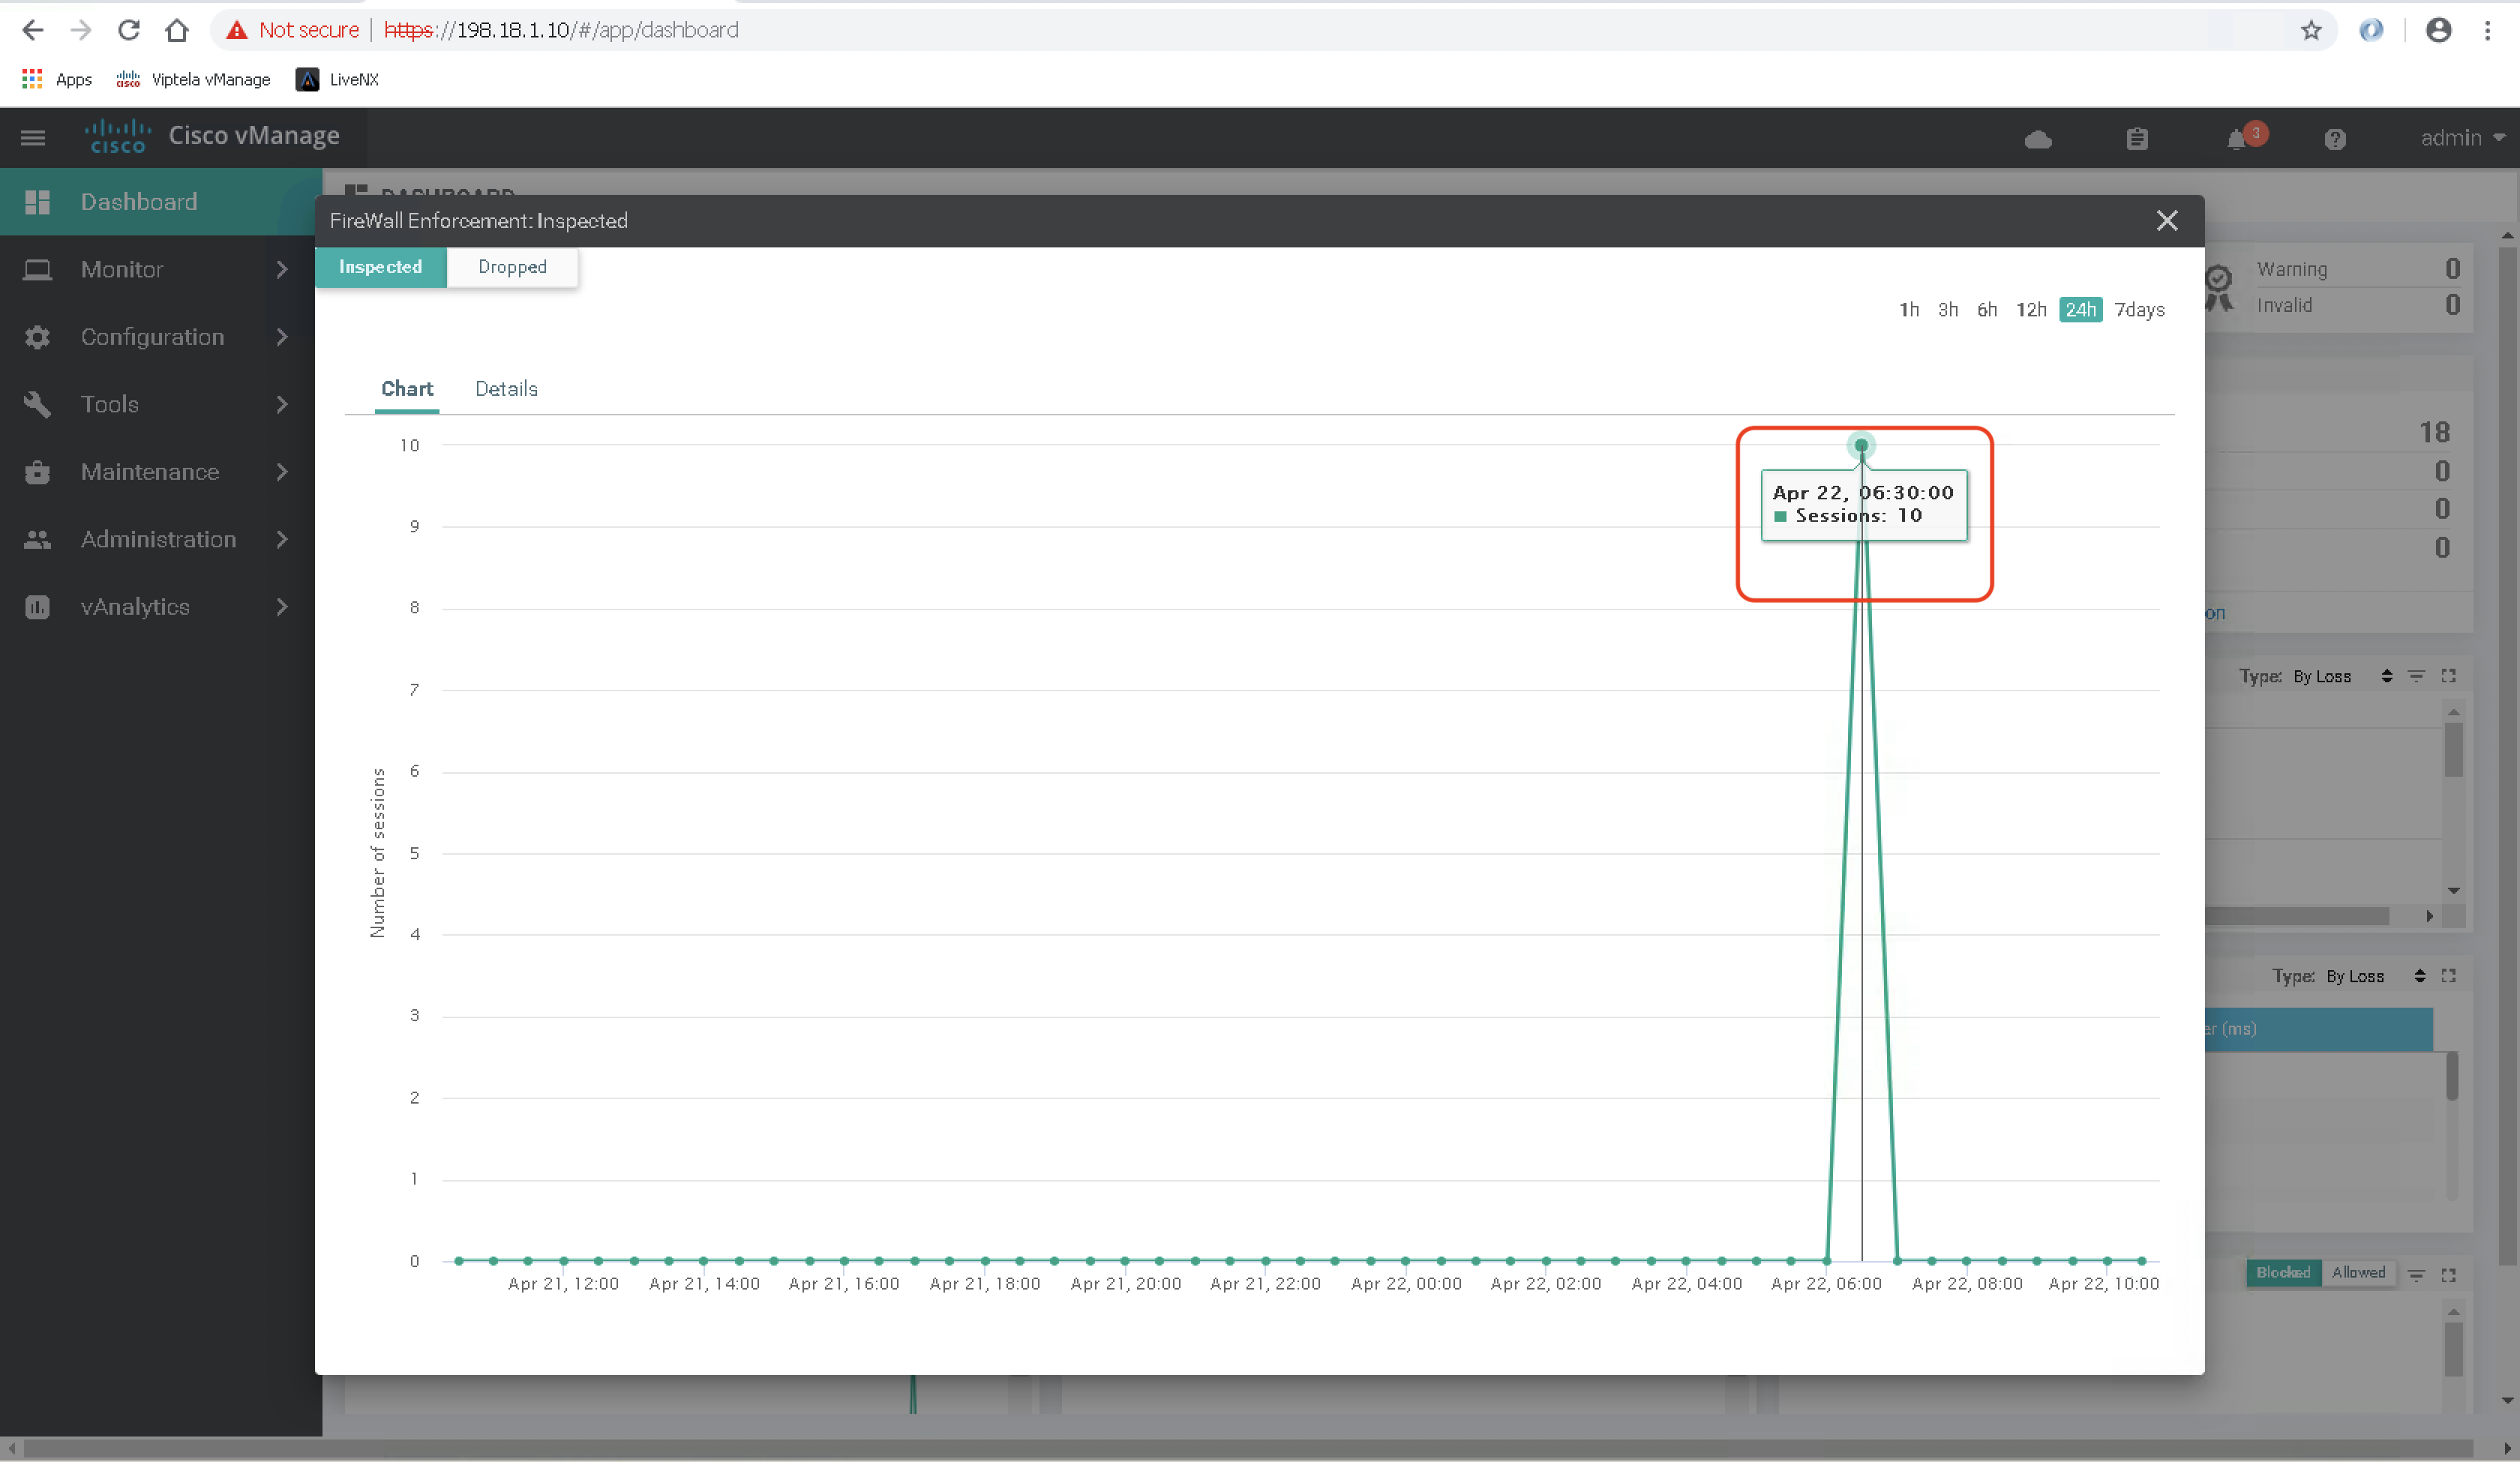 Not secure | https://198.18.1.10/#/app/dashboard
Apps Viptela vManage LiveNX
cisco Cisco vManage 3 admin
Dashboard
Monitor
Configuration
Tools
Maintenance
Administration
vAnalytics
DASHBOARD
FireWall Enforcement: Inspected
Inspected Dropped
1h 3h 6h 12h 24h 7days
Chart Details
Number of sessions
10
9
8
7
6
5
4
3
2
1
0
Apr 22, 06:30:00
Sessions: 10
Apr 21, 12:00 Apr 21, 14:00 Apr 21, 16:00 Apr 21, 18:00 Apr 21, 20:00 Apr 21, 22:00 Apr 22, 00:00 Apr 22, 02:00 Apr 22, 04:00 Apr 22, 06:00 Apr 22, 08:00 Apr 22, 10:00
Warning 0
Invalid 0
18
0
0
0
on
Type: By Loss
Type: By Loss
er (ms)
Blocked Allowed